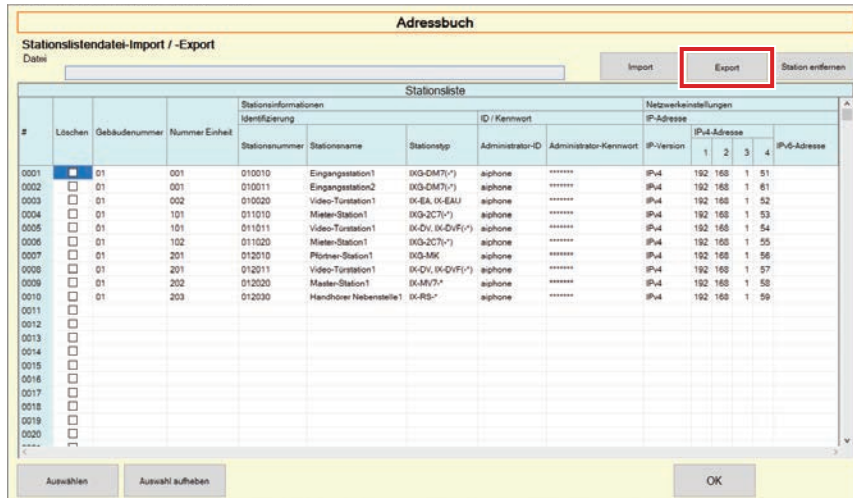 Adressbuch
Stationslistendatei-Import / -Export
Datei
Import Export Station entfernen
Stationsliste
Stationsinformationen Netzwerkeinstellungen
Identifizierung ID / Kennwort IP-Adresse
# Löschen Gebäudenummer Nummer Einheit Stationsnummer Stationsname Stationstyp Administrator-ID Administrator-Kennwort IP-Version IPv4-Adresse IPv6-Adresse
1 2 3 4
0001 01 001 010010 Eingangsstation1 IXG-DM7(-*) aiphone ******* IPv4 192 168 1 51
0002 01 001 010011 Eingangsstation2 IXG-DM7(-*) aiphone ******* IPv4 192 168 1 61
0003 01 002 010020 Video-Türstation1 IX-EA, IX-EAU aiphone ******* IPv4 192 168 1 52
0004 01 101 011010 Mieter-Station1 IXG-2C7(-*) aiphone ******* IPv4 192 168 1 53
0005 01 101 011011 Video-Türstation1 IX-DV, IX-DVF(-*) aiphone ******* IPv4 192 168 1 54
0006 01 102 011020 Mieter-Station1 IXG-2C7(-*) aiphone ******* IPv4 192 168 1 55
0007 01 201 012010 Pförtner-Station1 IXG-MK aiphone ******* IPv4 192 168 1 56
0008 01 201 012011 Video-Türstation1 IX-DV, IX-DVF(-*) aiphone ******* IPv4 192 168 1 57
0009 01 202 012020 Master-Station1 IX-MV7-* aiphone ******* IPv4 192 168 1 58
0010 01 203 012030 Handhörer Nebenstelle1 IX-RS-* aiphone ******* IPv4 192 168 1 59
0011
0012
0013
0014
0015
0016
0017
0018
0019
0020
Auswählen Auswahl aufheben OK